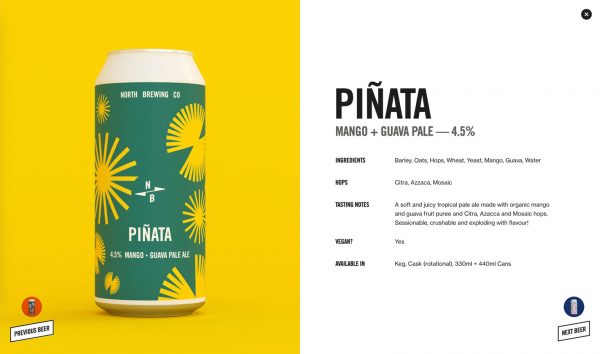 NORTH BREWING CO
N
B
PIÑATA
4.5% MANGO + GUAVA PALE ALE
PREVIOUS BEER
PIÑATA
MANGO + GUAVA PALE — 4.5%
INGREDIENTS Barley, Oats, Hops, Wheat, Yeast, Mango, Guava, Water
HOPS Citra, Azzaca, Mosaic
TASTING NOTES A soft and juicy tropical pale ale made with organic mango
and guava fruit puree and Citra, Azacca and Mosaic hops.
Sessionable, crushable and exploding with flavour!
VEGAN? Yes
AVAILABLE IN Keg, Cask (rotational), 330ml + 440ml Cans
NEXT BEER